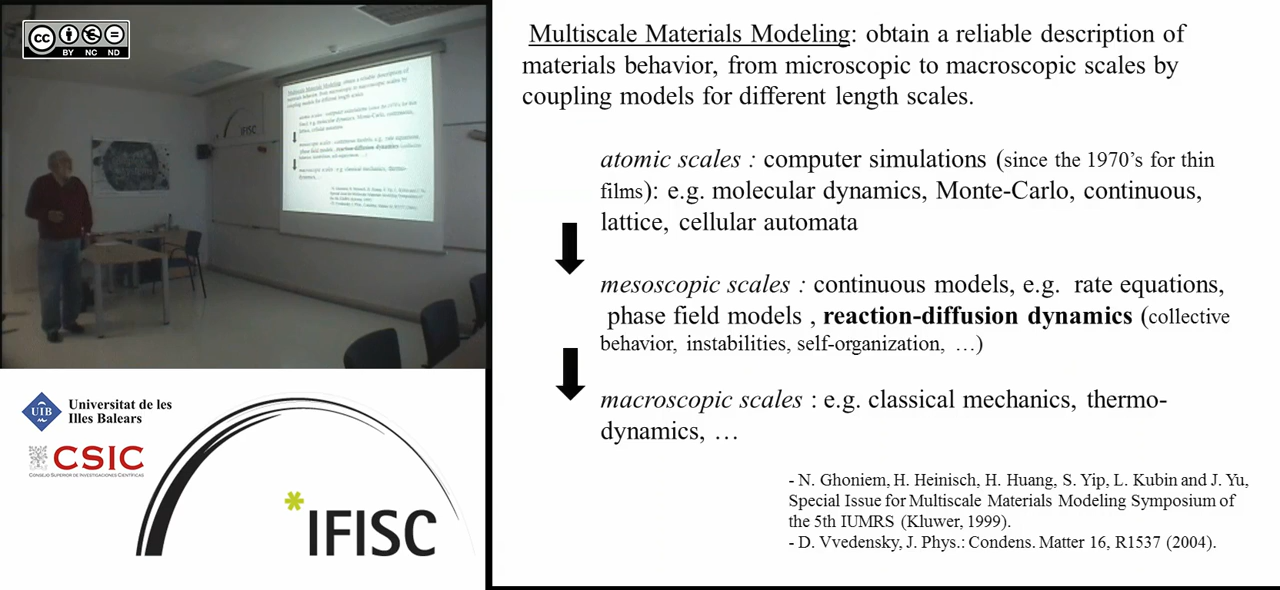 cc
BY NC ND
IFISC
UIB
Universitat de les
Illes Balears
CSIC
CONSEJO SUPERIOR DE INVESTIGACIONES CIENTÍFICAS
*IFISC
Multiscale Materials Modeling: obtain a reliable description of
materials behavior, from microscopic to macroscopic scales by
coupling models for different length scales.
atomic scales : computer simulations (since the 1970’s for thin
films): e.g. molecular dynamics, Monte-Carlo, continuous,
lattice, cellular automata
mesoscopic scales : continuous models, e.g. rate equations,
phase field models , reaction-diffusion dynamics (collective
behavior, instabilities, self-organization, …)
macroscopic scales : e.g. classical mechanics, thermo-
dynamics, …
- N. Ghoniem, H. Heinisch, H. Huang, S. Yip, L. Kubin and J. Yu,
Special Issue for Multiscale Materials Modeling Symposium of
the 5th IUMRS (Kluwer, 1999).
- D. Vvedensky, J. Phys.: Condens. Matter 16, R1537 (2004).